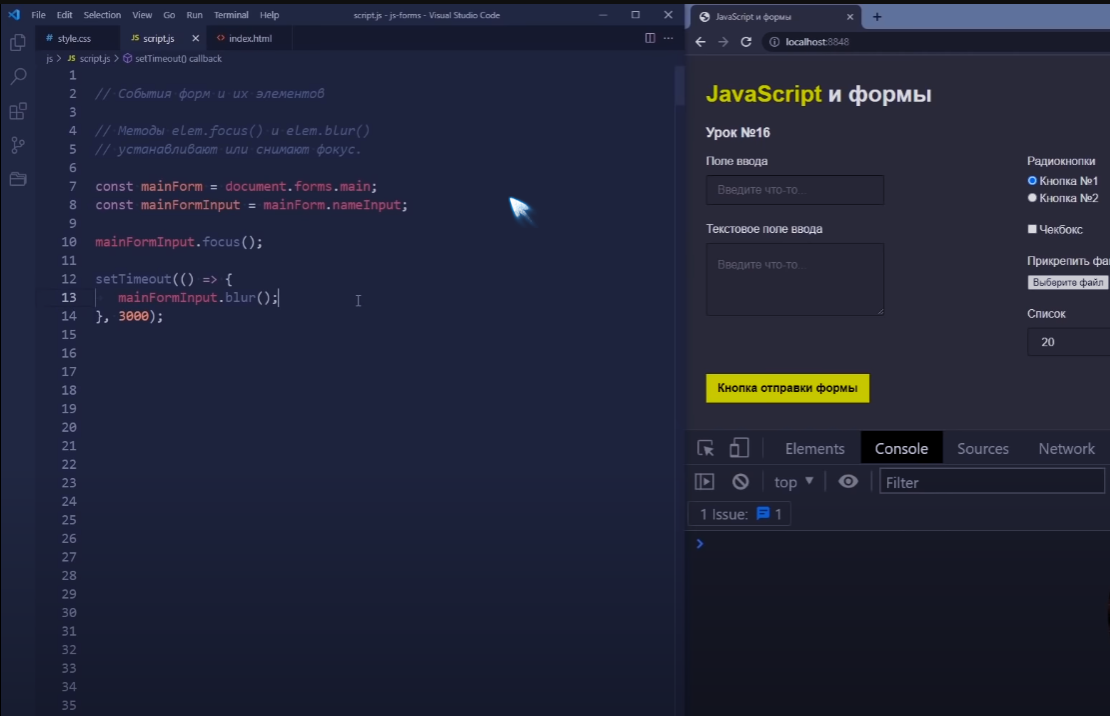 File Edit Selection View Go Run Terminal Help script.js - js-forms - Visual Studio Code
# style.css JS script.js <> index.html
js > JS script.js > setTimeout() callback
1
2 // События форм и их элементов
3
4 // Методы elem.focus() и elem.blur()
5 // устанавливают или снимают фокус.
6
7 const mainForm = document.forms.main;
8 const mainFormInput = mainForm.nameInput;
9
10 mainFormInput.focus();
11
12 setTimeout(() => {
13 mainFormInput.blur();
14 }, 3000);
15
16
17
18
19
20
21
22
23
24
25
26
27
28
29
30
31
32
33
34
35
JavaScript и формы
localhost:8848
JavaScript и формы
Урок №16
Поле ввода
Введите что-то...
Текстовое поле ввода
Введите что-то...
Кнопка отправки формы
Радиокнопки
Кнопка №1
Кнопка №2
Чекбокс
Прикрепить фа
Выберите файл
Список
20
Elements Console Sources Network
top Filter
1 Issue: 1